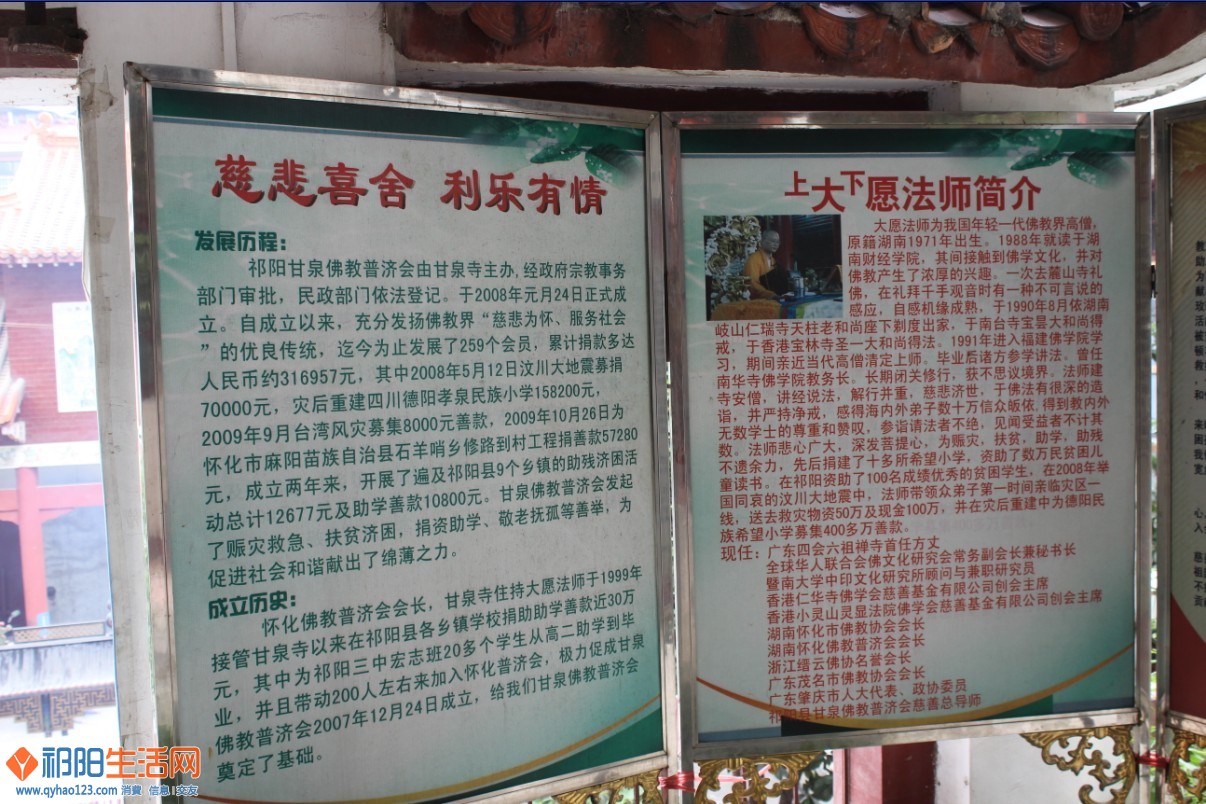 慈悲喜舍 利乐有情
发展历程：
祁阳甘泉佛教普济会由甘泉寺主办,经政府宗教事务
部门审批，民政部门依法登记。于2008年元月24日正式成
立。自成立以来，充分发扬佛教界“慈悲为怀、服务社会
”的优良传统，迄今为止发展了259个会员，累计捐款多达
人民币约316957元，其中2008年5月12日汶川大地震募捐
70000元，灾后重建四川德阳孝泉民族小学158200元，
2009年9月台湾风灾募集8000元善款，2009年10月26日为
怀化市麻阳苗族自治县石羊哨乡修路到村工程捐善款57280
元，成立两年来，开展了遍及祁阳县9个乡镇的助残济困活
动总计12677元及助学善款10800元。甘泉佛教普济会发起
了赈灾救急、扶贫济困，捐资助学、敬老抚孤等善举，为
促进社会和谐献出了绵薄之力。
成立历史：
怀化佛教普济会会长，甘泉寺住持大愿法师于1999年
接管甘泉寺以来在祁阳县各乡镇学校捐助助学善款近30万
元，其中为祁阳三中宏志班20多个学生从高二助学到毕
业，并且带动200人左右来加入怀化普济会，极力促成甘泉
佛教普济会2007年12月24日成立，给我们甘泉佛教普济会
奠定了基础。
上大下愿法师简介
大愿法师为我国年轻一代佛教界高僧，
原籍湖南1971年出生。1988年就读于湖
南财经学院，其间接触到佛学文化，并对
佛教产生了浓厚的兴趣。一次去麓山寺礼
佛，在礼拜千手观音时有一种不可言说的
感应，自感机缘成熟，于1990年8月依湖南
岐山仁瑞寺天柱老和尚座下剃度出家，于南台寺宝昙大和尚得
戒，于香港宝林寺圣一大和尚得法。1991年进入福建佛学院学
习，期间亲近当代高僧清定上师。毕业后诸方参学讲法。曾任
南华寺佛学院教务长。长期闭关修行，获不思议境界。法师建
寺安僧，讲经说法，解行并重，慈悲济世，于佛法有很深的造
诣，并严持净戒，感得海内外弟子数十万信众皈依,得到教内外
无数学士的尊重和赞叹，参诣请法者不绝，见闻受益者不计其
数。法师悲心广大，深发菩提心，为赈灾，扶贫，助学，助残
不遗余力，先后捐建了十多所希望小学，资助了数万民贫困儿
童读书。在祁阳资助了100名成绩优秀的贫困学生，在2008年举
国同哀的汶川大地震中，法师带领众弟子第一时间亲临灾区一
线，送去救灾物资50万及现金100万，并在灾后重建中为德阳民
族希望小学募集400多万善款。
现任：广东四会六祖禅寺首任方丈
全球华人联合会佛文化研究会常务副会长兼秘书长
暨南大学中印文化研究所顾问与兼职研究员
香港仁华寺佛学会慈善基金有限公司创会主席
香港小灵山灵显法院佛学会慈善基金有限公司创会主席
湖南怀化市佛教协会会长
湖南怀化佛教普济会会长
浙江缙云佛协名誉会长
广东茂名市佛教协会会长
广东肇庆市人大代表、政协委员
祁阳县甘泉佛教普济会慈善总导师
祁阳生活网
www.qyhao123.com 消費 信息 交友